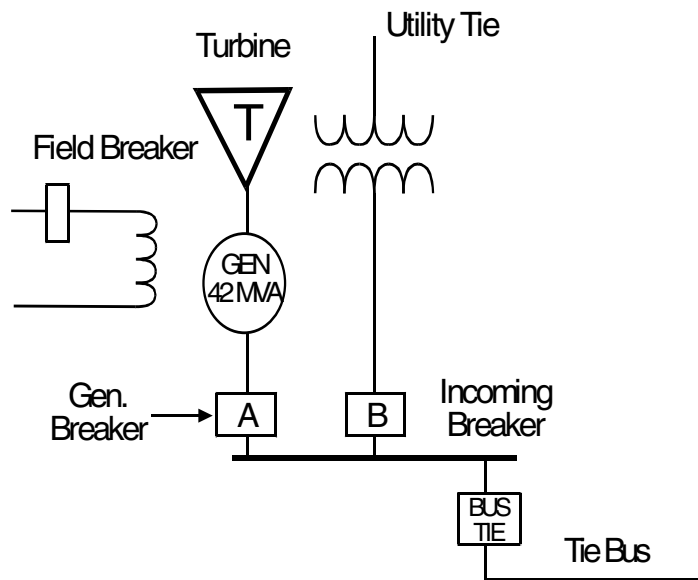 Utility Tie
Turbine
T
Field Breaker
GEN
42 MVA
Gen.
Breaker
A
B
Incoming
Breaker
BUS
TIE
Tie Bus